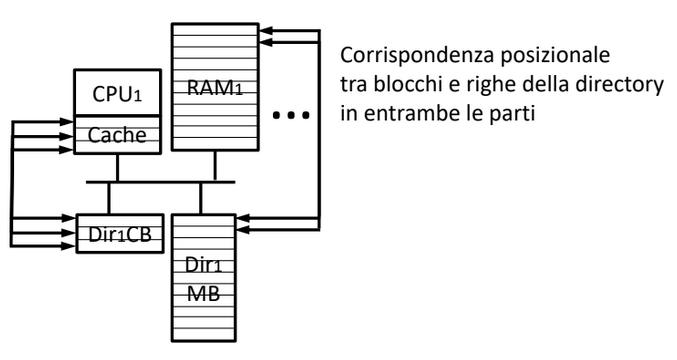 Corrispondenza posizionale
tra blocchi e righe della directory
in entrambe le parti
CPU1
Cache
RAM1
...
Dir1CB
Dir1
MB